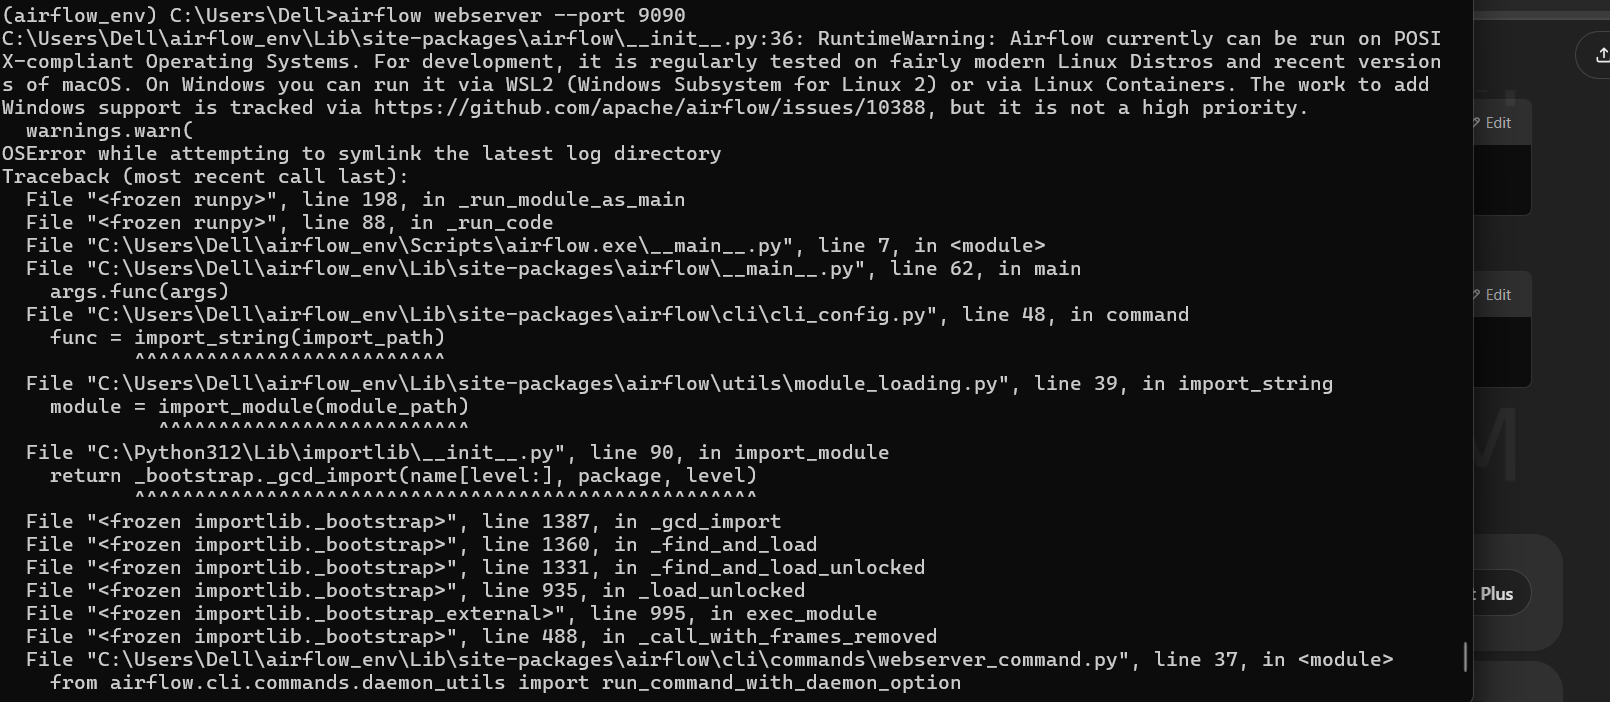 (airflow_env) C:\Users\Dell>airflow webserver --port 9090
C:\Users\Dell\airflow_env\Lib\site-packages\airflow\__init__.py:36: RuntimeWarning: Airflow currently can be run on POSI
X-compliant Operating Systems. For development, it is regularly tested on fairly modern Linux Distros and recent version
s of macOS. On Windows you can run it via WSL2 (Windows Subsystem for Linux 2) or via Linux Containers. The work to add
Windows support is tracked via https://github.com/apache/airflow/issues/10388, but it is not a high priority.
  warnings.warn(
OSError while attempting to symlink the latest log directory
Traceback (most recent call last):
  File "<frozen runpy>", line 198, in _run_module_as_main
  File "<frozen runpy>", line 88, in _run_code
  File "C:\Users\Dell\airflow_env\Scripts\airflow.exe\__main__.py", line 7, in <module>
  File "C:\Users\Dell\airflow_env\Lib\site-packages\airflow\__main__.py", line 62, in main
    args.func(args)
  File "C:\Users\Dell\airflow_env\Lib\site-packages\airflow\cli\cli_config.py", line 48, in command
    func = import_string(import_path)
           ^^^^^^^^^^^^^^^^^^^^^^^^^^
  File "C:\Users\Dell\airflow_env\Lib\site-packages\airflow\utils\module_loading.py", line 39, in import_string
    module = import_module(module_path)
             ^^^^^^^^^^^^^^^^^^^^^^^^^^
  File "C:\Python312\Lib\importlib\__init__.py", line 90, in import_module
    return _bootstrap._gcd_import(name[level:], package, level)
           ^^^^^^^^^^^^^^^^^^^^^^^^^^^^^^^^^^^^^^^^^^^^^^^^^^^^
  File "<frozen importlib._bootstrap>", line 1387, in _gcd_import
  File "<frozen importlib._bootstrap>", line 1360, in _find_and_load
  File "<frozen importlib._bootstrap>", line 1331, in _find_and_load_unlocked
  File "<frozen importlib._bootstrap>", line 935, in _load_unlocked
  File "<frozen importlib._bootstrap_external>", line 995, in exec_module
  File "<frozen importlib._bootstrap>", line 488, in _call_with_frames_removed
  File "C:\Users\Dell\airflow_env\Lib\site-packages\airflow\cli\commands\webserver_command.py", line 37, in <module>
    from airflow.cli.commands.daemon_utils import run_command_with_daemon_option
Edit
Edit
M
Plus